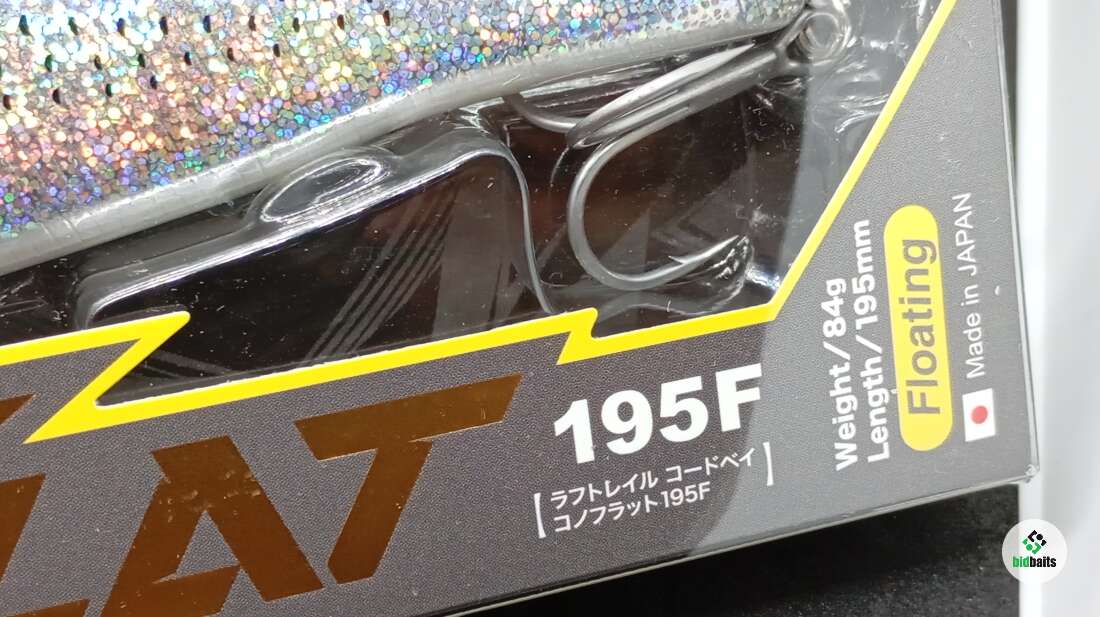 LAT
195F
【ラフトレイル コードベイ
コノフラット195F】
Weight/84g
Length/195mm
Floating
Made in JAPAN
bidbaits